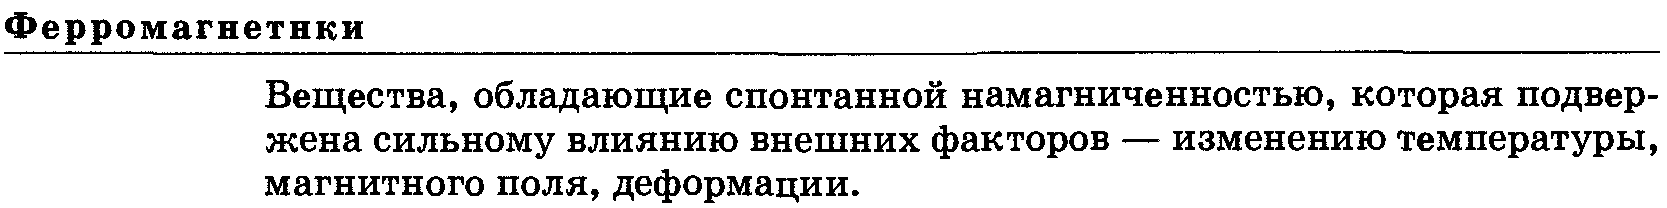 Ферромагнетики
Вещества, обладающие спонтанной намагниченностью, которая подвер-
жена сильному влиянию внешних факторов — изменению температуры,
магнитного поля, деформации.